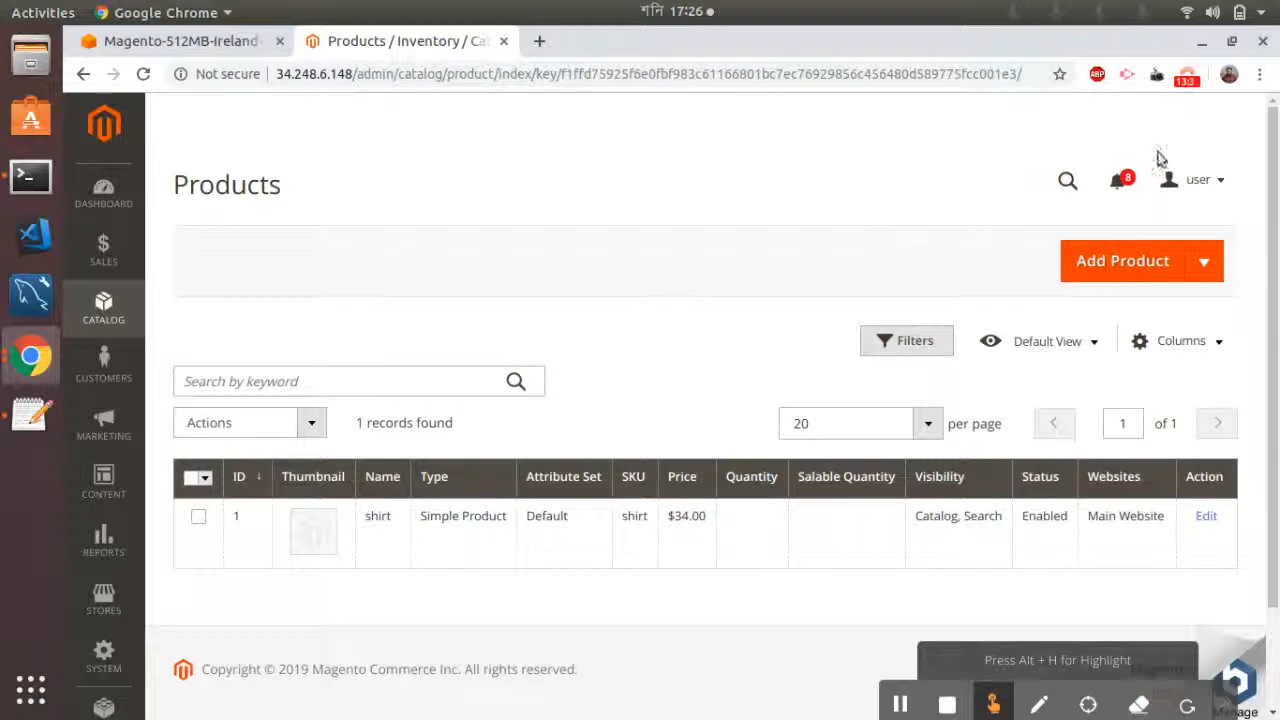 Activities Google Chrome শনি 17:26
Magento-512MB-Ireland Products / Inventory / Cat
Not secure 34.248.6.148/admin/catalog/product/index/key/f1ffd75925f6e0fbf983c61166801bc7ec76929856c456480d589775fcc001e3/ ABP 13:3
Products 8 user
DASHBOARD
SALES
CATALOG
CUSTOMERS
MARKETING
CONTENT
REPORTS
STORES
SYSTEM
Add Product
Filters Default View Columns
Search by keyword
Actions 1 records found 20 per page 1 of 1
ID ↓ Thumbnail Name Type Attribute Set SKU Price Quantity Salable Quantity Visibility Status Websites Action
1 shirt Simple Product Default shirt $34.00 Catalog, Search Enabled Main Website Edit
Copyright © 2019 Magento Commerce Inc. All rights reserved.
Press Alt + H for Highlight
Manage